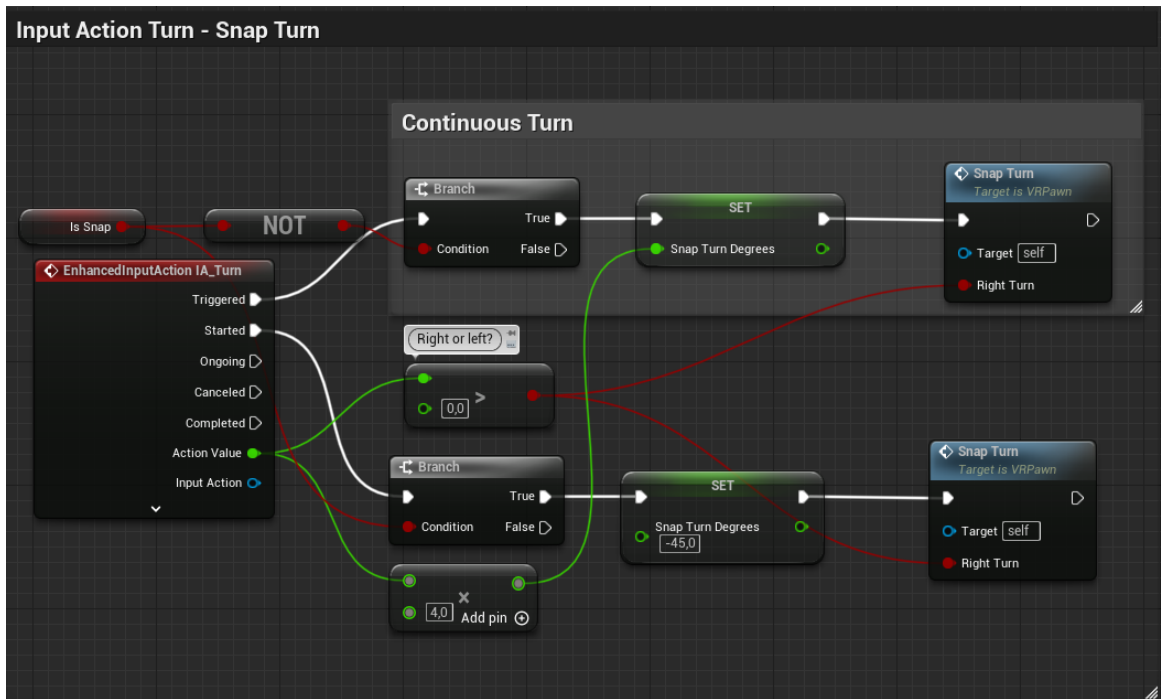 Input Action Turn - Snap Turn
Continuous Turn
Branch
True
Condition
False
SET
Snap Turn Degrees
Snap Turn
Target is VRPawn
Target self
Right Turn
Is Snap
NOT
EnhancedInputAction IA_Turn
Triggered
Started
Ongoing
Canceled
Completed
Action Value
Input Action
Right or left?
>
0,0
Branch
True
Condition
False
SET
Snap Turn Degrees
-45,0
Snap Turn
Target is VRPawn
Target self
Right Turn
×
4,0
Add pin